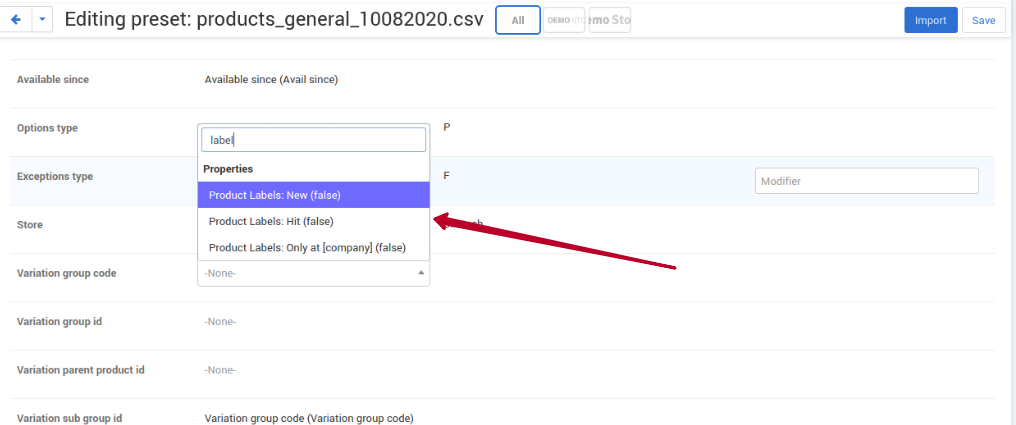 Editing preset: products_general_10082020.csv All DEMO STO emo Sto Import Save
Available since Available since (Avail since)
Options type P
label
Properties
Exceptions type F Modifier
Product Labels: New (false)
Product Labels: Hit (false)
Store
Product Labels: Only at [company] (false)
Variation group code -None-
Variation group id -None-
Variation parent product id -None-
Variation sub group id Variation group code (Variation group code)